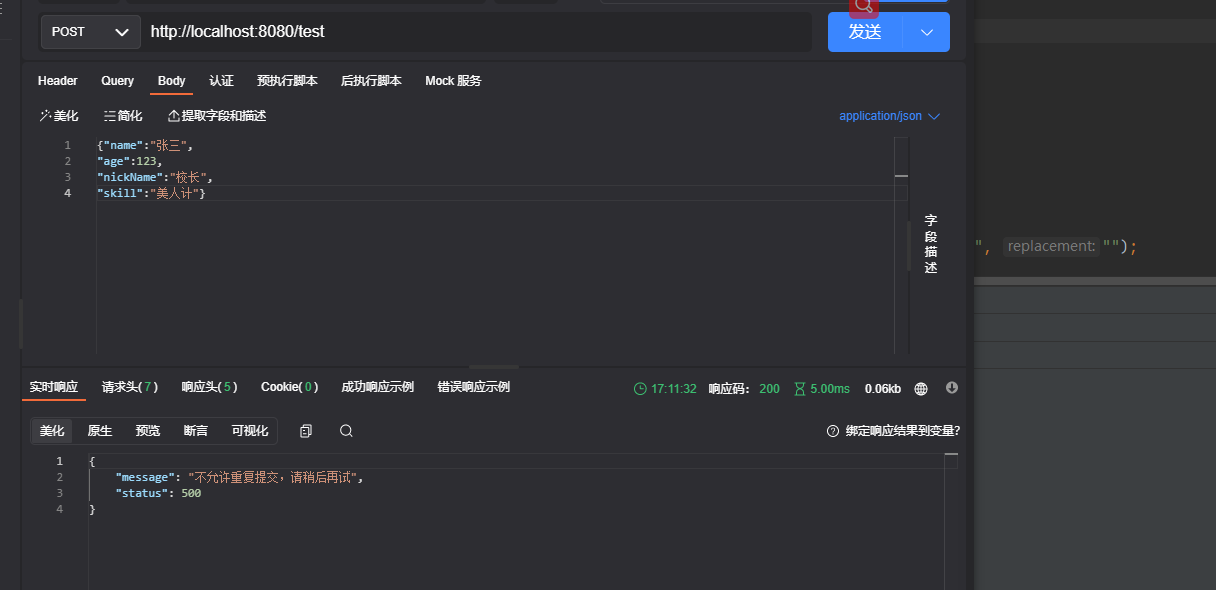 POST http://localhost:8080/test 发送
Header Query Body 认证 预执行脚本 后执行脚本 Mock 服务
美化 简化 提取字段和描述 application/json
1 {"name":"张三",
2 "age":123,
3 "nickName":"校长",
4 "skill":"美人计"}
字段描述
", replacement: "");
实时响应 请求头(7) 响应头(5) Cookie(0) 成功响应示例 错误响应示例 17:11:32 响应码: 200 5.00ms 0.06kb
美化 原生 预览 断言 可视化 绑定响应结果到变量?
1 {
2 "message": "不允许重复提交，请稍后再试",
3 "status": 500
4 }